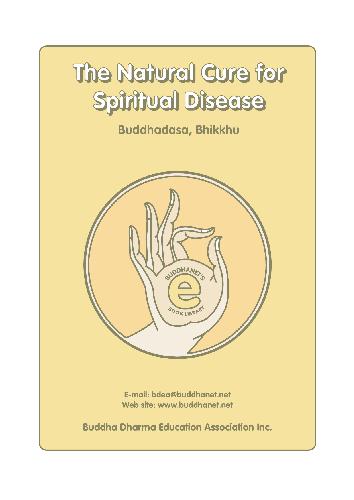 The Natural Cure for
Spiritual Disease
Buddhadasa, Bhikkhu
BUDDHANET'S
e
BOOK LIBRARY
E-mail: bdea@buddhanet.net
Web site: www.buddhanet.net
Buddha Dharma Education Association Inc.